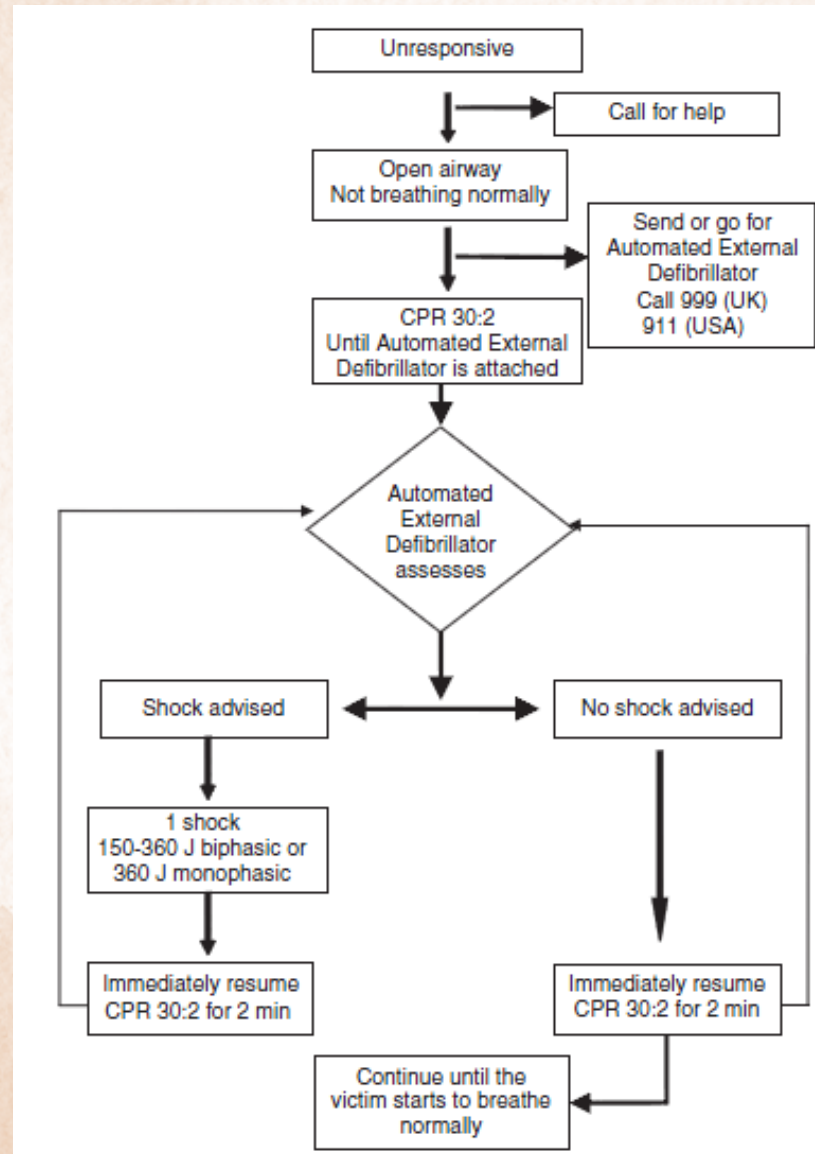 Unresponsive
Call for help
Open airway
Not breathing normally
Send or go for
Automated External
Defibrillator
Call 999 (UK)
911 (USA)
CPR 30:2
Until Automated External
Defibrillator is attached
Automated
External
Defibrillator
assesses
Shock advised
No shock advised
1 shock
150-360 J biphasic or
360 J monophasic
Immediately resume
CPR 30:2 for 2 min
Immediately resume
CPR 30:2 for 2 min
Continue until the
victim starts to breathe
normally